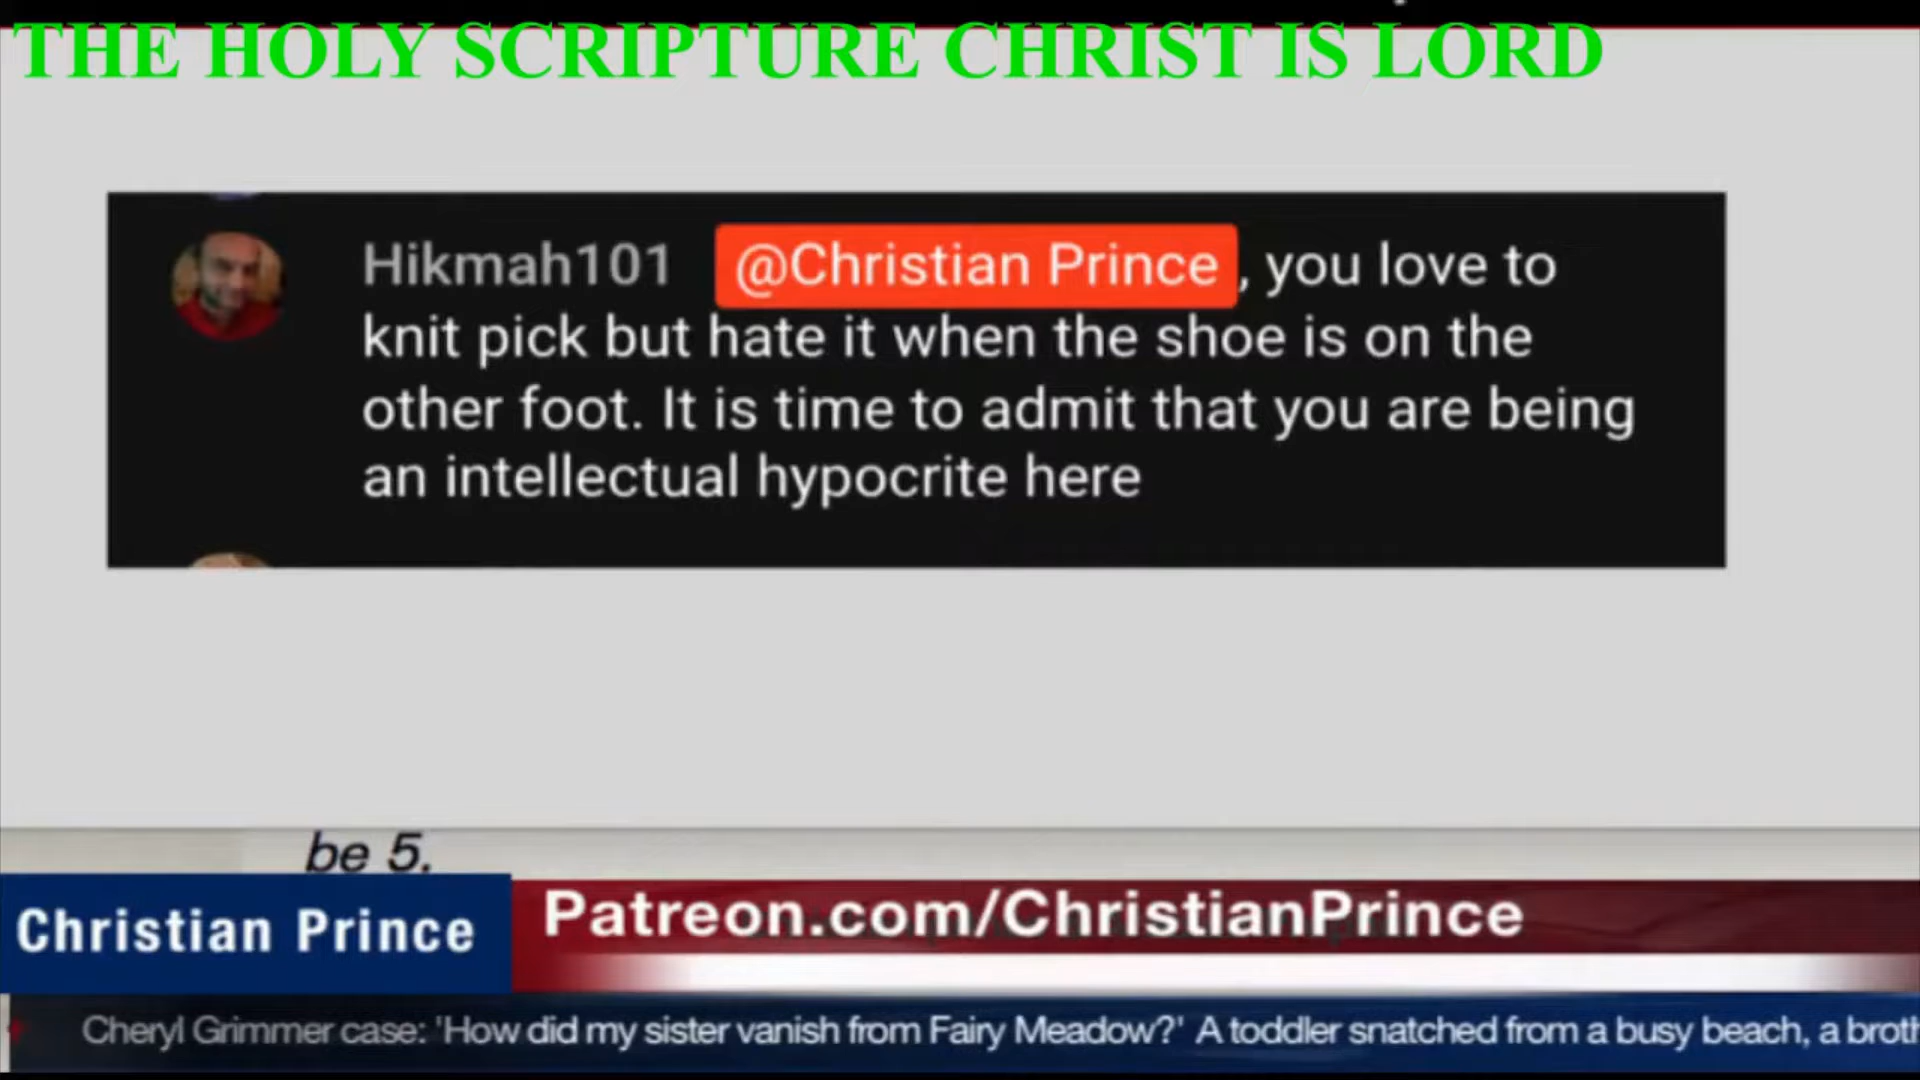 THE HOLY SCRIPTURE CHRIST IS LORD
Hikmah101 @Christian Prince , you love to
knit pick but hate it when the shoe is on the
other foot. It is time to admit that you are being
an intellectual hypocrite here
be 5.
Christian Prince
Patreon.com/ChristianPrince
Cheryl Grimmer case: 'How did my sister vanish from Fairy Meadow?' A toddler snatched from a busy beach, a broth